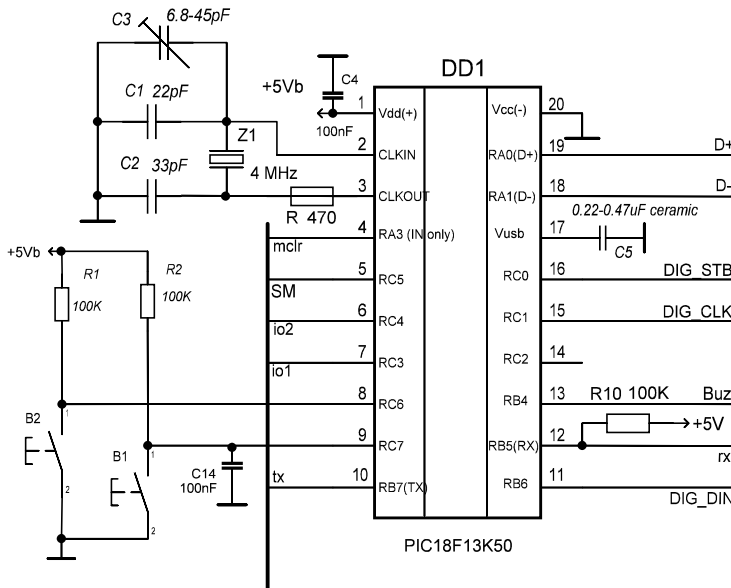 C3
6.8-45pF
DD1
+5Vb
C4
100nF
C1 22pF
Z1
4 MHz
C2 33pF
R 470
1
Vdd(+)
Vcc(-)
20
2
CLKIN
RA0(D+)
19
D+
3
CLKOUT
RA1(D-)
18
D-
0.22-0.47uF ceramic
4
RA3 (IN only)
mclr
Vusb
17
C5
+5Vb
R1
100K
R2
100K
5
RC5
SM
RC0
16
DIG_STB
6
RC4
io2
RC1
15
DIG_CLK
7
RC3
io1
RC2
14
8
RC6
RB4
13
R10 100K
Buz
+5V
9
RC7
RB5(RX)
12
rx
B2
1
2
B1
1
2
C14
100nF
tx
10
RB7(TX)
RB6
11
DIG_DIN
PIC18F13K50